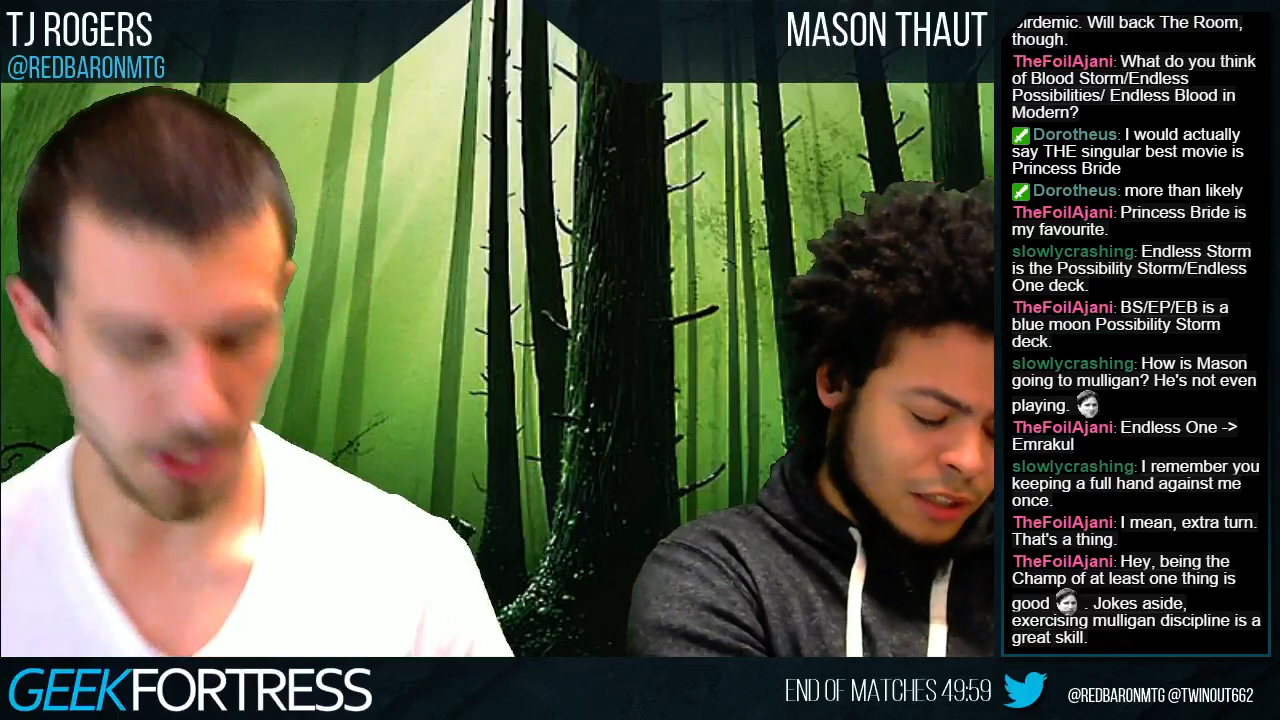 TJ ROGERS
@REDBARONMTG
MASON THAUT
though.
TheFoilAjani: What do you think
of Blood Storm/Endless
Possibilities/ Endless Blood in
Modern?
Dorotheus: I would actually
say THE singular best movie is
Princess Bride
Dorotheus: more than likely
TheFoilAjani: Princess Bride is
my favourite.
slowlycrashing: Endless Storm
is the Possibility Storm/Endless
One deck.
TheFoilAjani: BS/EP/EB is a
blue moon Possibility Storm
deck.
slowlycrashing: How is Mason
going to mulligan? He's not even
playing.
TheFoilAjani: Endless One ->
Emrakul
slowlycrashing: I remember you
keeping a full hand against me
once.
TheFoilAjani: I mean, extra turn.
That's a thing.
TheFoilAjani: Hey, being the
Champ of at least one thing is
good . Jokes aside,
exercising mulligan discipline is a
great skill.
GEEKFORTRESS
END OF MATCHES 49:59
@REDBARONMTG @TWINOUT662